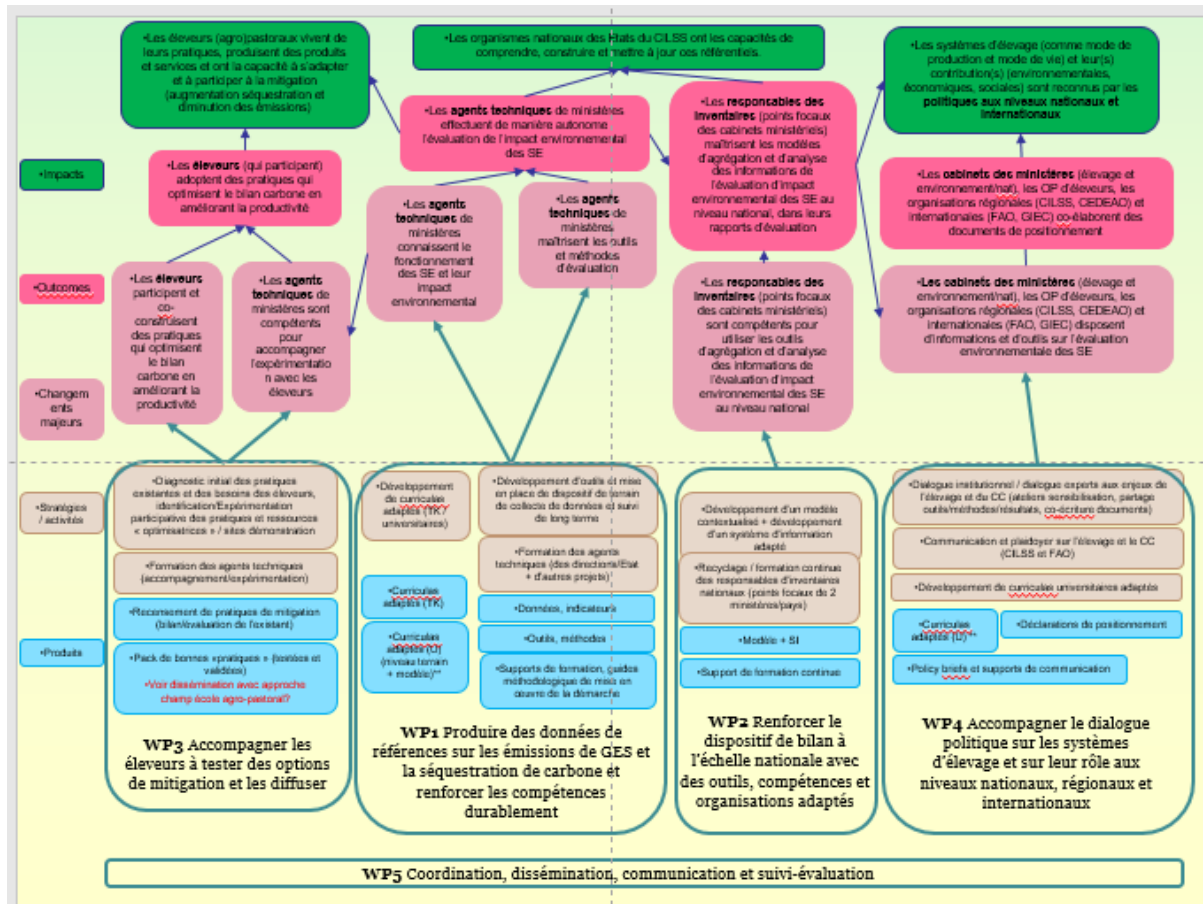 •Les éleveurs (agro)pastoraux vivent de
leurs pratiques, produisent des produits
et services et ont la capacité à s'adapter
et à participer à la mitigation
(augmentation séquestration et
diminution des émissions)
•Les organismes nationaux des Etats du CILSS ont les capacités de
comprendre, construire et mettre à jour ces référentiels.
•Les systèmes d'élevage (comme mode de
production et mode de vie) et leur(s)
contribution(s) (environnementales,
économiques, sociales) sont reconnus par les
politiques aux niveaux nationaux et
internationaux
•Impacts
•Les éleveurs (qui participent)
adoptent des pratiques qui
optimisent le bilan carbone en
améliorant la productivité
•Les agents techniques de ministères
effectuent de manière autonome
l'évaluation de l'impact environnemental
des SE
•Les responsables des
inventaires (points focaux
des cabinets ministériels)
maîtrisent les modèles
d'agrégation et d'analyse
des informations de
l'évaluation d'impact
environnemental des SE au
niveau national, dans leurs
rapports d'évaluation
•Les cabinets des ministères (élevage et
environnement/nat), les OP d'éleveurs, les
organisations régionales (CILSS, CEDEAO) et
internationales (FAO, GIEC) co-élaborent des
documents de positionnement
•Outcomes
•Les éleveurs
participent et
co-
construisent
des pratiques
qui optimisent
le bilan
carbone en
améliorant la
productivité
•Les agents
techniques de
ministères sont
compétents
pour
accompagner
l'expérimentatio
n avec les
éleveurs
•Les agents
techniques de
ministères
connaissent le
fonctionnement
des SE et leur
impact
environnemental
•Les agents
techniques de
ministères
maîtrisent les outils
et méthodes
d'évaluation
•Les responsables des
inventaires (points focaux
des cabinets ministériels)
sont compétents pour
utiliser les outils
d'agrégation et d'analyse
des informations de
l'évaluation d'impact
environnemental des SE
au niveau national
•Les cabinets des ministères (élevage et
environnement/nat), les OP d'éleveurs, les
organisations régionales (CILSS, CEDEAO) et
internationales (FAO, GIEC) disposent
d'informations et d'outils sur l'évaluation
environnementale des SE
•Changem
ents
majeurs
•Stratégies
/ activités
•Diagnostic initial des pratiques
existantes et des besoins des éleveurs,
identification/Expérimentation
participative des pratiques et ressources
« optimisatrices » / sites démonstration
•Formation des agents techniques
(accompagnement/expérimentation)
•Développement
de curriculas
adaptés (TK /
universitaires)
•Développement d'outils et mise
en place de dispositif de terrain
de collecte de données et suivi
de long terme
•Formation des agents
techniques (des directions/Etat
+ d'autres projets)
•Développement d'un modèle
contextualisé + développement
d'un système d'information
adapté
•Recyclage / formation continue
des responsables d'inventaires
nationaux (points focaux de 2
ministères/pays)
•Dialogue institutionnel / dialogue experts aux enjeux de
l'élevage et du CC (ateliers sensibilisation, partage
outils/méthodes/résultats, co-écriture documents)
•Communication et plaidoyer sur l'élevage et le CC
(CILSS et FAO)
•Développement de curriculas universitaires adaptés
•Produits
•Recensement de pratiques de mitigation
(bilan/évaluation de l'existant)
•Pack de bonnes «pratiques » (testées et
validées)
•Voir dissémination avec approche
champ école agro-pastoral?
•Curriculas
adaptés (TK)
•Curriculas
adaptés
(niveau terrain
+ modèle)**
•Données, indicateurs
•Outils, méthodes
•Supports de formation, guides
méthodologique de mise en
œuvre de la démarche
•Modèle + SI
•Support de formation continue
•Curriculas
adaptés
•Déclarations de positionnement
•Policy briefs et supports de communication
WP3 Accompagner les
éleveurs à tester des options
de mitigation et les diffuser
WP1 Produire des données de
références sur les émissions de GES et
la séquestration de carbone et
renforcer les compétences
durablement
WP2 Renforcer le
dispositif de bilan à
l'échelle nationale avec
des outils, compétences et
organisations adaptés
WP4 Accompagner le dialogue
politique sur les systèmes
d'élevage et sur leur rôle aux
niveaux nationaux, régionaux et
internationaux
WP5 Coordination, dissémination, communication et suivi-évaluation